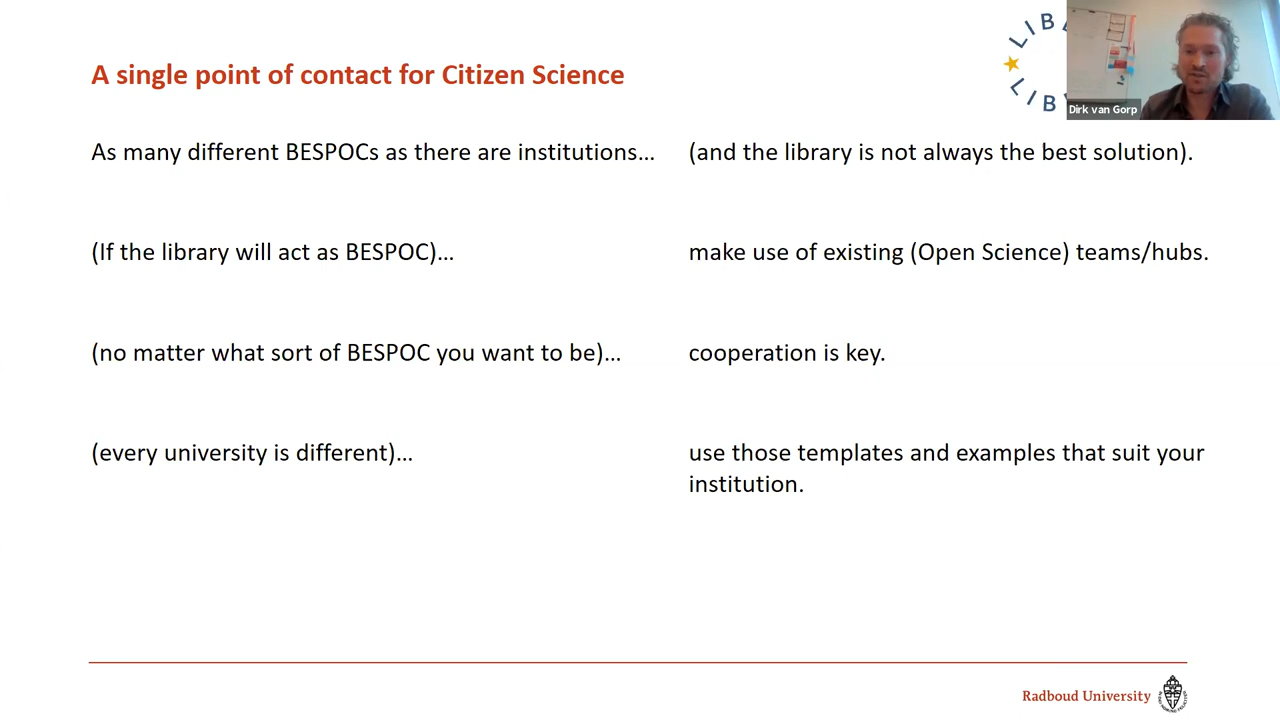 A single point of contact for Citizen Science
LIBE
LIB
Dirk van Gorp
As many different BESPOCs as there are institutions...
(and the library is not always the best solution).
(If the library will act as BESPOC)...
make use of existing (Open Science) teams/hubs.
(no matter what sort of BESPOC you want to be)...
cooperation is key.
(every university is different)...
use those templates and examples that suit your
institution.
Radboud University